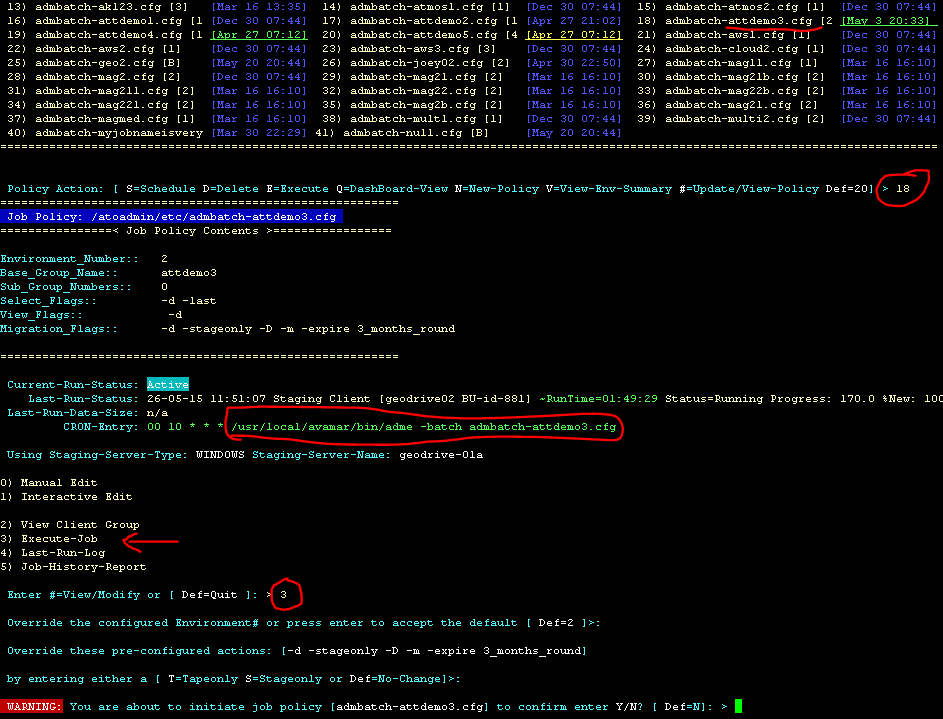 13) admbatch-ak123.cfg [3] [Mar 16 13:35] 14) admbatch-atmos1.cfg [1] [Dec 30 07:44] 15) admbatch-atmos2.cfg [1] [Dec 30 07:44]
16) admbatch-attdemo1.cfg [1 [Dec 30 07:44] 17) admbatch-attdemo2.cfg [1 [Apr 27 21:02] 18) admbatch-attdemo3.cfg [2 [May 3 20:33]
19) admbatch-attdemo4.cfg [1 [Apr 27 07:12] 20) admbatch-attdemo5.cfg [4 [Apr 27 07:12] 21) admbatch-aws1.cfg [1] [Dec 30 07:44]
22) admbatch-aws2.cfg [1] [Dec 30 07:44] 23) admbatch-aws3.cfg [3] [Dec 30 07:44] 24) admbatch-cloud2.cfg [1] [Dec 30 07:44]
25) admbatch-geo2.cfg [B] [May 20 20:44] 26) admbatch-joey02.cfg [2] [Apr 30 22:50] 27) admbatch-mag11.cfg [1] [Dec 30 07:44]
28) admbatch-mag2.cfg [2] [Dec 30 07:44] 29) admbatch-mag21.cfg [2] [Mar 16 16:10] 30) admbatch-mag21b.cfg [2] [Mar 16 16:10]
31) admbatch-mag211.cfg [2] [Mar 16 16:10] 32) admbatch-mag22.cfg [2] [Mar 16 16:10] 33) admbatch-mag22b.cfg [2] [Mar 16 16:10]
34) admbatch-mag221.cfg [2] [Mar 16 16:10] 35) admbatch-mag2b.cfg [2] [Mar 16 16:10] 36) admbatch-mag2l.cfg [2] [Mar 16 16:10]
37) admbatch-magmed.cfg [1] [Mar 16 16:10] 38) admbatch-mult1.cfg [1] [Dec 30 07:44] 39) admbatch-multi2.cfg [2] [Dec 30 07:44]
40) admbatch-myjobnameisvery [Mar 30 22:29] 41) admbatch-null.cfg [B] [May 20 20:44]
Policy Action: [ S=Schedule D=Delete E=Execute Q=DashBoard-View N=New-Policy V=View-Env-Summary #=Update/View-Policy Def=20] > 18
Job Policy: /atoadmin/etc/admbatch-attdemo3.cfg
================< Job Policy Contents >=================
Environment_Number:: 2
Base_Group_Name:: attdemo3
Sub_Group_Numbers:: 0
Select_Flags:: -d -last
View_Flags:: -d
Migration_Flags:: -d -stageonly -D -m -expire 3_months_round
Current-Run-Status: Active
Last-Run-Status: 26-05-15 11:51:07 Staging Client [geodrive02 BU-id-881] ~RunTime=01:49:29 Status=Running Progress: 170.0 %New: 100
Last-Run-Data-Size: n/a
CRON-Entry: 00 10 * * * /usr/local/avamar/bin/adme -batch admbatch-attdemo3.cfg
Using Staging-Server-Type: WINDOWS Staging-Server-Name: geodrive-01a
0) Manual Edit
1) Interactive Edit
2) View Client Group
3) Execute-Job
4) Last-Run-Log
5) Job-History-Report
Enter #=View/Modify or [ Def=Quit ]: > 3
Override the configured Environment# or press enter to accept the default [ Def=2 ]>:
Override these pre-configured actions: [-d -stageonly -D -m -expire 3_months_round]
by entering either a [ T=Tapeonly S=Stageonly or Def=No-Change]>:
WARNING: You are about to initiate job policy [admbatch-attdemo3.cfg] to confirm enter Y/N? [ Def=N]: >